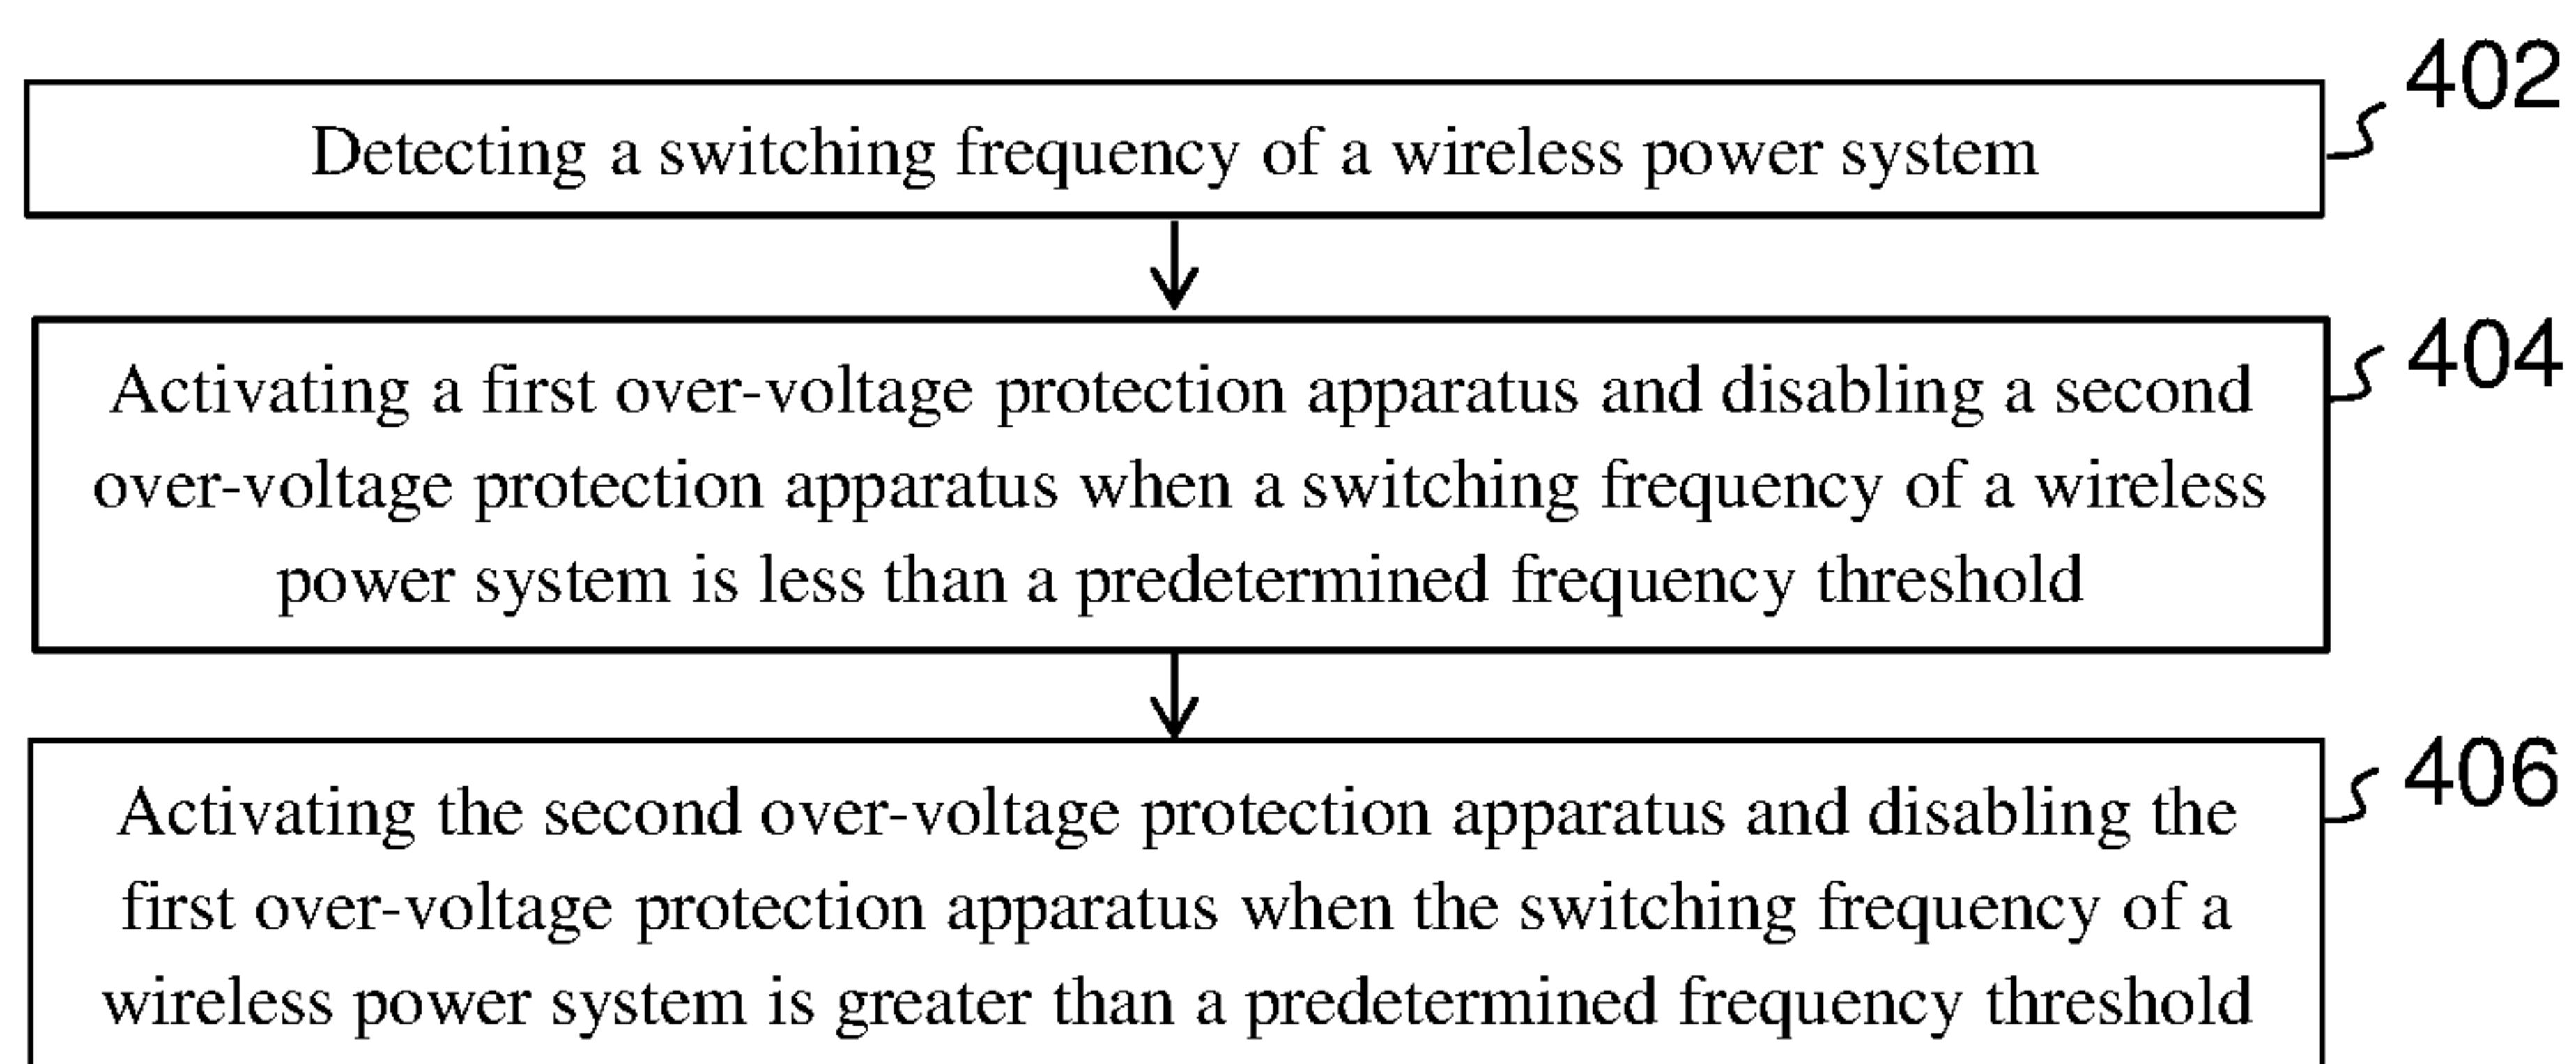 402
Detecting a switching frequency of a wireless power system
404
Activating a first over-voltage protection apparatus and disabling a second
over-voltage protection apparatus when a switching frequency of a wireless
power system is less than a predetermined frequency threshold
406
Activating the second over-voltage protection apparatus and disabling the
first over-voltage protection apparatus when the switching frequency of a
wireless power system is greater than a predetermined frequency threshold